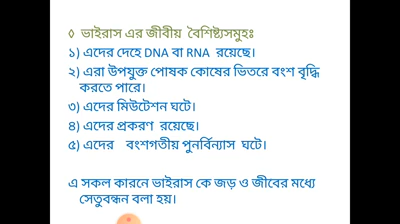 ◊ ভাইরাস এর জীবীয় বৈশিষ্ট্যসমুহঃ
১) এদের দেহে DNA বা RNA রয়েছে।
২) এরা উপযুক্ত পোষক কোষের ভিতরে বংশ বৃদ্ধি
করতে পারে।
৩) এদের মিউটেশন ঘটে।
৪) এদের প্রকরণ রয়েছে।
৫) এদের বংশগতীয় পুনর্বিন্যাস ঘটে।
এ সকল কারনে ভাইরাস কে জড় ও জীবের মধ্যে
সেতুবন্ধন বলা হয়।